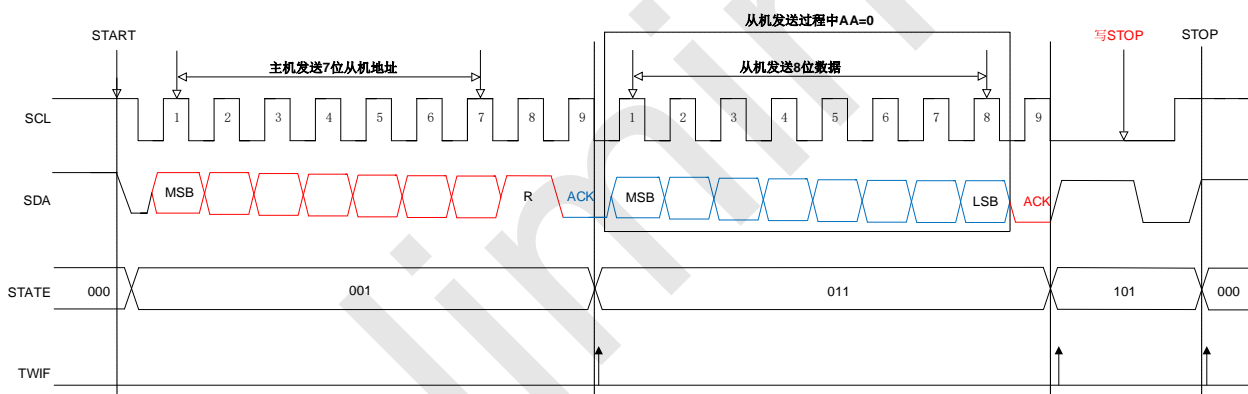 从机发送过程中AA=0
START
写STOP
STOP
主机发送7位从机地址
从机发送8位数据
SCL
1 2 3 4 5 6 7 8 9 1 2 3 4 5 6 7 8 9
SDA
MSB R ACK MSB LSB ACK
STATE 000 001 011 101 000
TWIF
limin